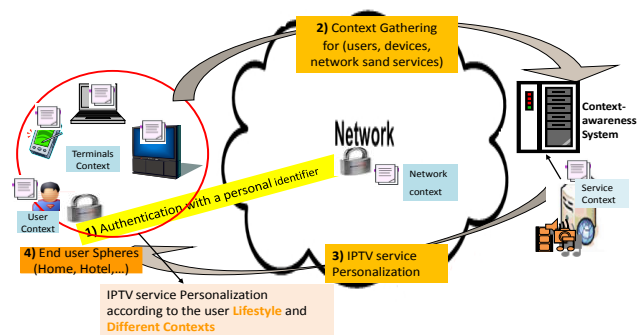 2) Context Gathering
for (users, devices,
network sand services)
Context-
awareness
System
Network
Terminals
Context
Network
context
Service
Context
User
Context
1) Authentication with a personal identifier
4) End user Spheres
(Home, Hotel,...)
3) IPTV service
Personalization
IPTV service Personalization
according to the user Lifestyle and
Different Contexts